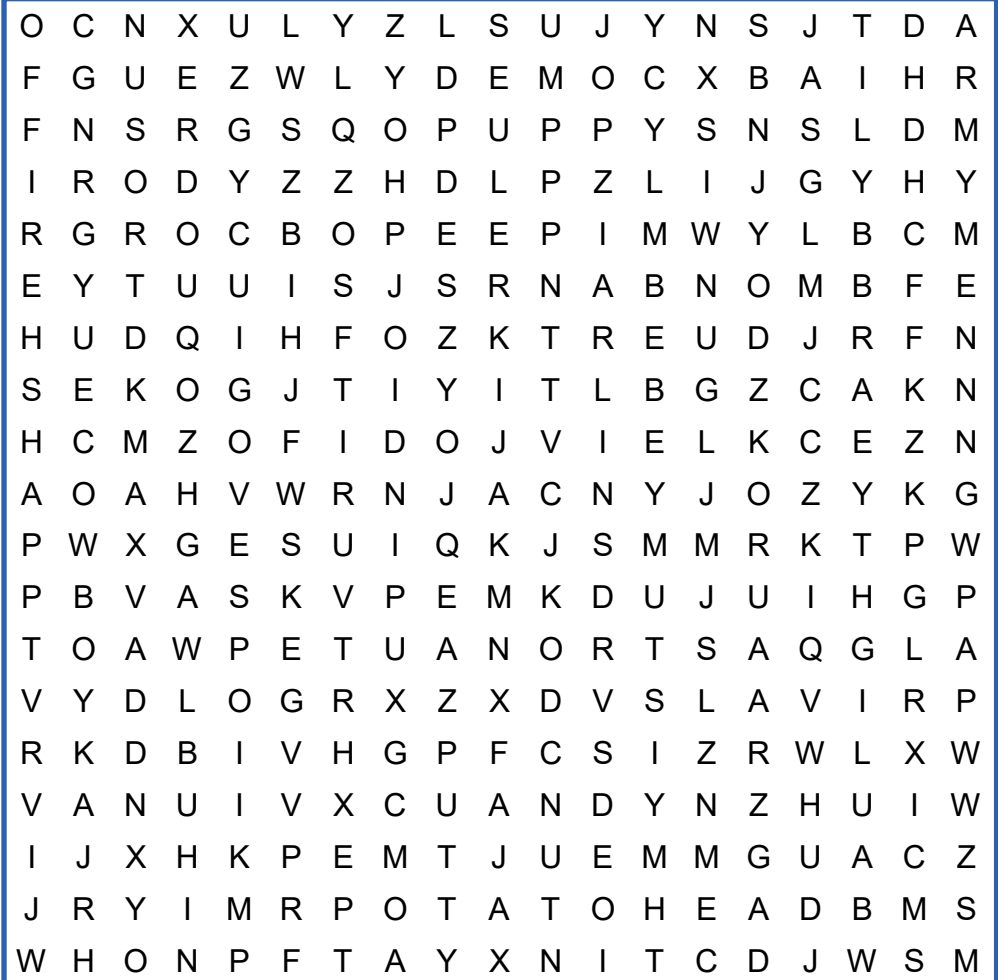 O C N X U L Y Z L S U J Y N S J T D A
F G U E Z W L Y D E M O C X B A I H R
F N S R G S Q O P U P P Y S N S L D M
I R O D Y Z Z H D L P Z L I J G Y H Y
R G R O C B O P E E P I M W Y L B C M
E Y T U U I S J S R N A B N O M B F E
H U D Q I H F O Z K T R E U D J R F N
S E K O G J T I Y I T L B G Z C A K N
H C M Z O F I D O J V I E L K C E Z N
A O A H V W R N J A C N Y J O Z Y K G
P W X G E S U I Q K J S M M R K T P W
P B V A S K V P E M K D U J U I H G P
T O A W P E T U A N O R T S A Q G L A
V Y D L O G R X Z X D V S L A V I R P
R K D B I V H G P F C S I Z R W L X W
V A N U I V X C U A N D Y N Z H U I W
I J X H K P E M T J U E M M G U A C Z
J R Y I M R P O T A T O H E A D B M S
W H O N P F T A Y X N I T C D J W S M